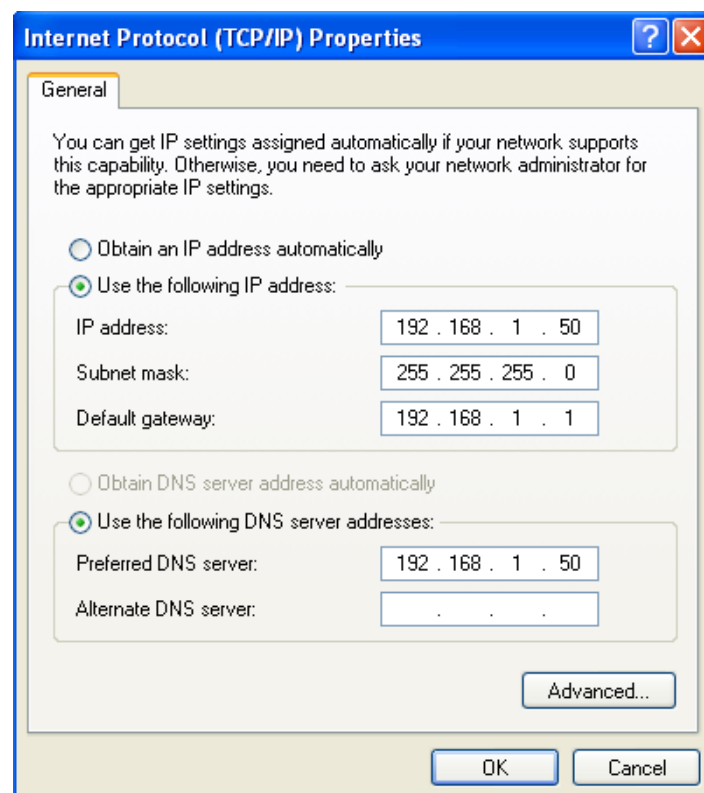 Internet Protocol (TCP/IP) Properties
General
You can get IP settings assigned automatically if your network supports
this capability. Otherwise, you need to ask your network administrator for
the appropriate IP settings.
Obtain an IP address automatically
Use the following IP address:
IP address: 192 . 168 . 1 . 50
Subnet mask: 255 . 255 . 255 . 0
Default gateway: 192 . 168 . 1 . 1
Obtain DNS server address automatically
Use the following DNS server addresses:
Preferred DNS server: 192 . 168 . 1 . 50
Alternate DNS server: . . .
Advanced...
OK Cancel